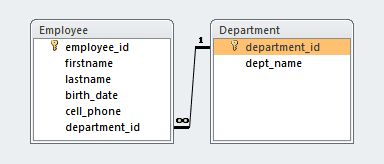 Employee
employee_id
firstname
lastname
birth_date
cell_phone
department_id
∞
1
Department
department_id
dept_name